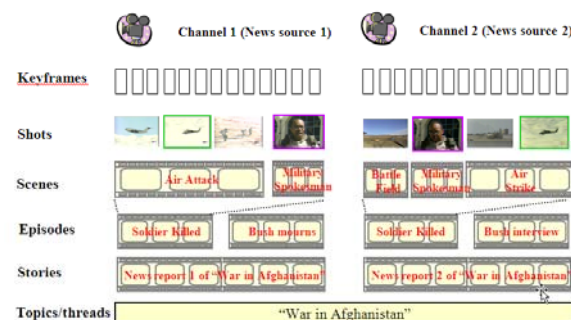 Channel 1 (News source 1)
Channel 2 (News source 2)
Keyframes
Shots
Scenes
Air Attack
Military
Spokesman
Battle
Field
Military
Spokesman
Air
Strike
Episodes
Soldier Killed
Bush mourns
Soldier Killed
Bush interview
Stories
News report 1 of "War in Afghanistan"
News report 2 of "War in Afghanistan"
Topics/threads
"War in Afghanistan"